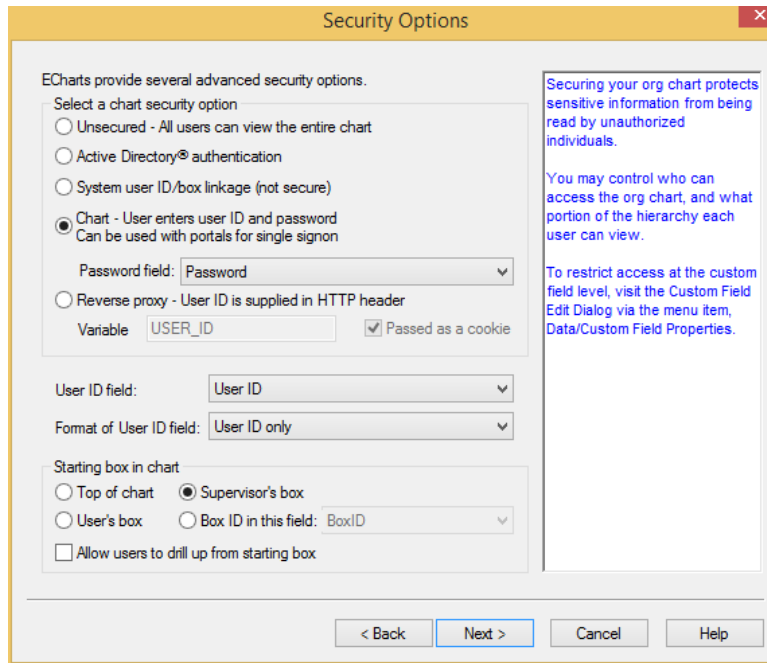 Security Options
ECharts provide several advanced security options.
Select a chart security option
Unsecured - All users can view the entire chart
Active Directory® authentication
System user ID/box linkage (not secure)
Chart - User enters user ID and password
Can be used with portals for single signon
Password field: Password
Reverse proxy - User ID is supplied in HTTP header
Variable USER_ID Passed as a cookie
User ID field: User ID
Format of User ID field: User ID only
Starting box in chart
Top of chart Supervisor's box
User's box Box ID in this field: BoxID
Allow users to drill up from starting box
Securing your org chart protects
sensitive information from being
read by unauthorized
individuals.
You may control who can
access the org chart, and what
portion of the hierarchy each
user can view.
To restrict access at the custom
field level, visit the Custom Field
Edit Dialog via the menu item,
Data/Custom Field Properties.
< Back Next > Cancel Help